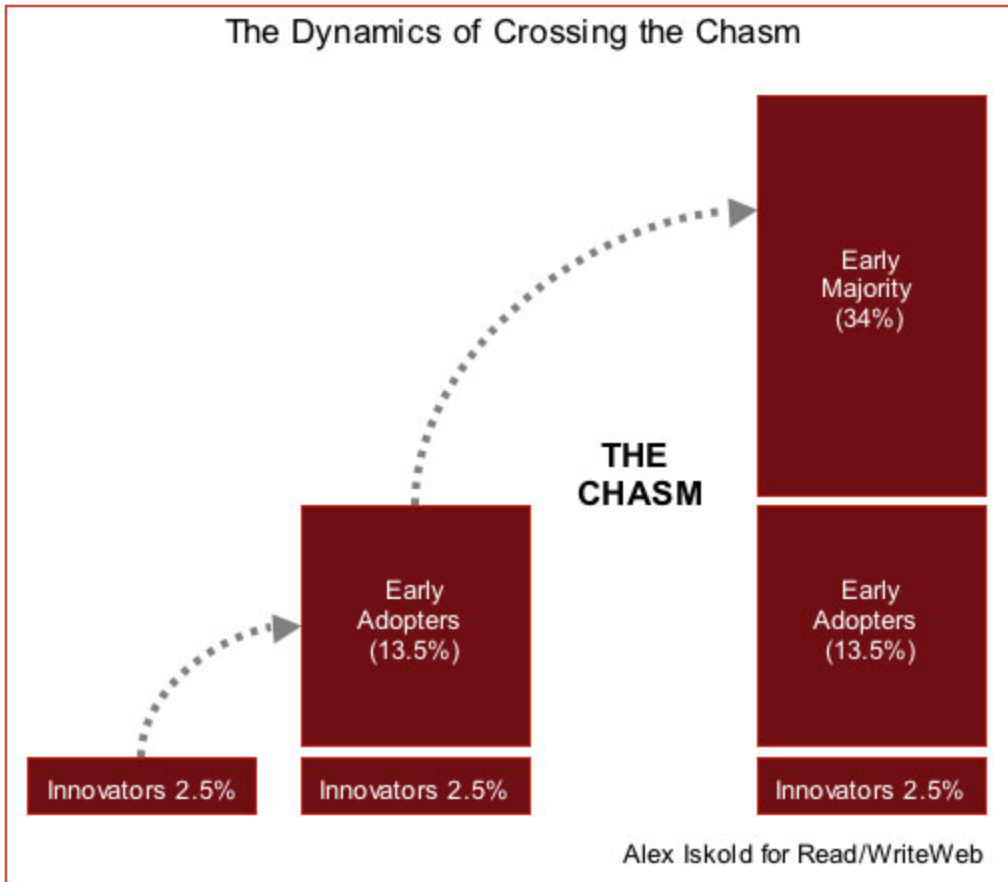 The Dynamics of Crossing the Chasm
Early
Majority
(34%)
THE
CHASM
Early
Adopters
(13.5%)
Early
Adopters
(13.5%)
Innovators 2.5%
Innovators 2.5%
Innovators 2.5%
Alex Iskold for Read/WriteWeb